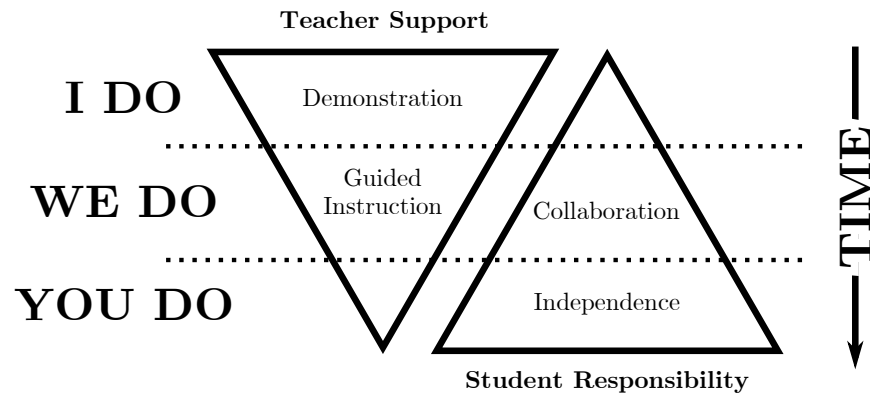 Teacher Support
I DO
Demonstration
WE DO
Guided
Instruction
Collaboration
YOU DO
Independence
Student Responsibility
TIME